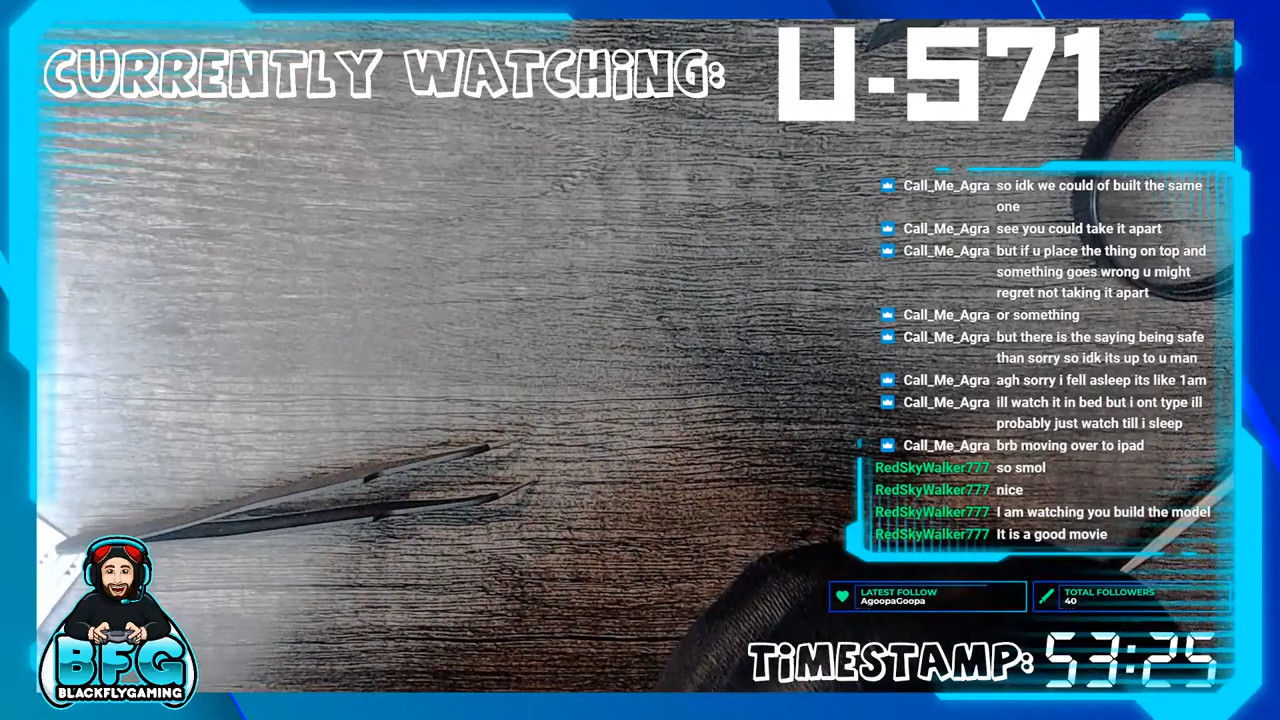 CURRENTLY WATCHING:
U-571
Call_Me_Agra so idk we could of built the same
one
Call_Me_Agra see you could take it apart
Call_Me_Agra but if u place the thing on top and
something goes wrong u might
regret not taking it apart
Call_Me_Agra or something
Call_Me_Agra but there is the saying being safe
than sorry so idk its up to u man
Call_Me_Agra agh sorry i fell asleep its like 1am
Call_Me_Agra ill watch it in bed but i ont type ill
probably just watch till i sleep
Call_Me_Agra brb moving over to ipad
RedSkyWalker777 so smol
RedSkyWalker777 nice
RedSkyWalker777 I am watching you build the model
RedSkyWalker777 It is a good movie
LATEST FOLLOW
AgoopaGoopa
TOTAL FOLLOWERS
40
TIMESTAMP: 53:25
BFG
BLACKFLYGAMING